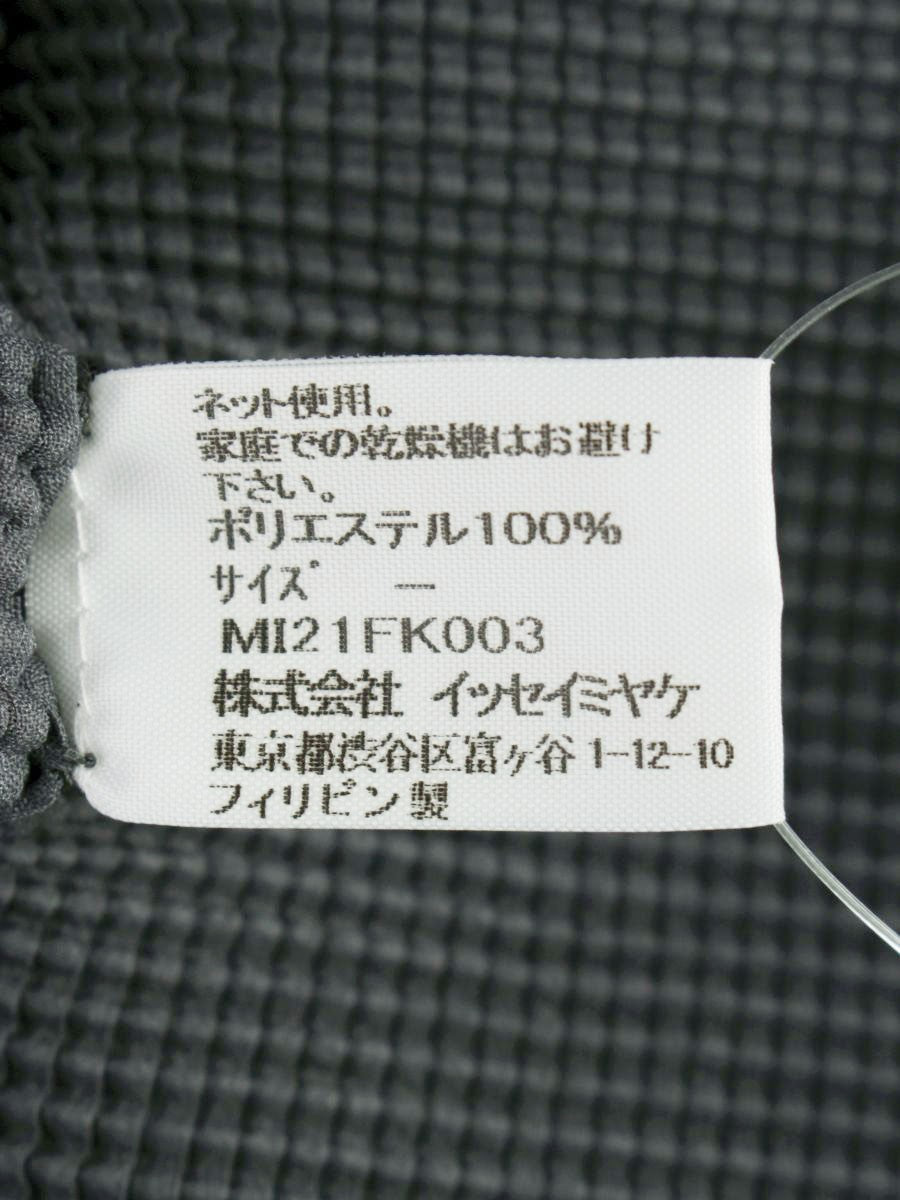 ネット使用。
家庭での乾燥機はお避け
下さい。
ポリエステル100%
サイズ ―
MI21FK003
株式会社 イッセイミヤケ
東京都渋谷区富ヶ谷1-12-10
フィリピン製